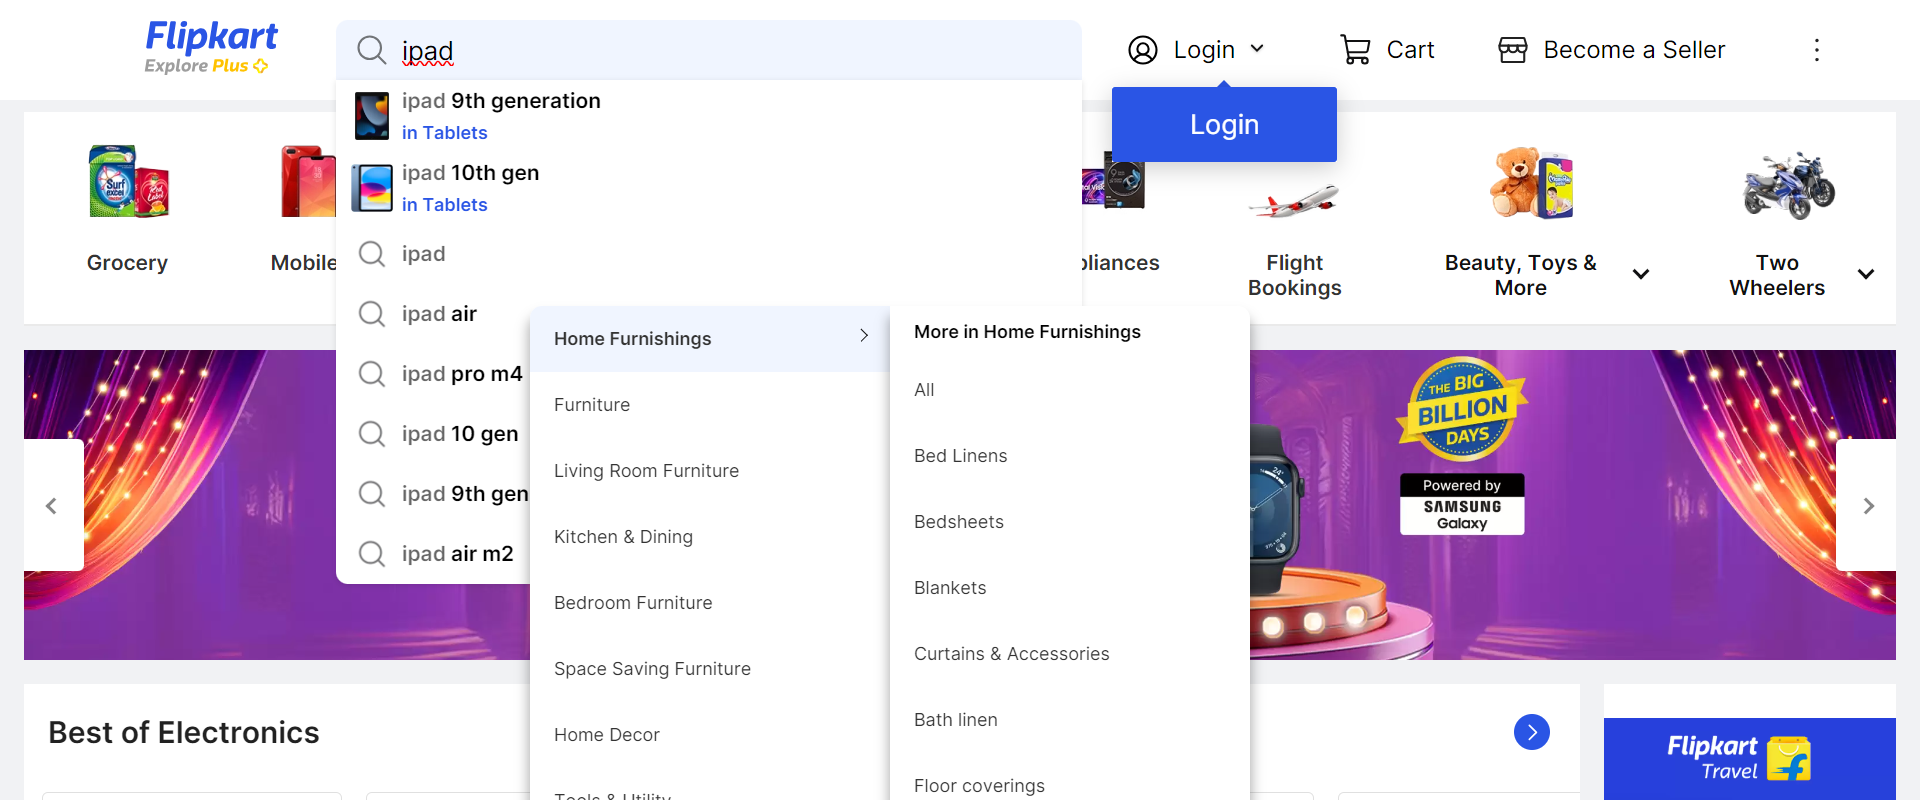 Flipkart
Explore Plus
ipad
Login
Cart
Become a Seller
ipad 9th generation
in Tablets
ipad 10th gen
in Tablets
ipad
ipad air
ipad pro m4
ipad 10 gen
ipad 9th gen
ipad air m2
Login
Surf
excel
Grocery
Mobile
pliances
Flight
Bookings
Beauty, Toys &
More
Two
Wheelers
Home Furnishings
Furniture
Living Room Furniture
Kitchen & Dining
Bedroom Furniture
Space Saving Furniture
Home Decor
Tools & Utility
More in Home Furnishings
All
Bed Linens
Bedsheets
Blankets
Curtains & Accessories
Bath linen
Floor coverings
THE BIG
BILLION
DAYS
Powered by
SAMSUNG
Galaxy
Best of Electronics
Flipkart
Travel